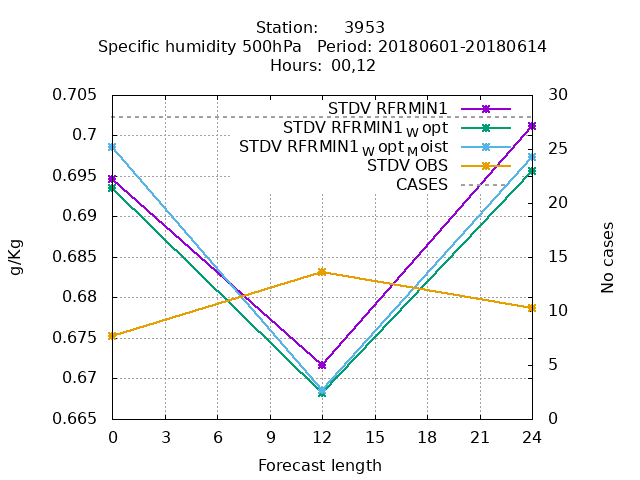 Station: 3953
Specific humidity 500hPa Period: 20180601-20180614
Hours: 00,12
0.705
0.7
0.695
0.69
0.685
0.68
0.675
0.67
0.665
g/Kg
STDV RFRMIN1
STDV RFRMIN1_W opt
STDV RFRMIN1_W opt_M oist
STDV OBS
CASES
30
25
20
15
10
5
0
No cases
0 3 6 9 12 15 18 21 24
Forecast length